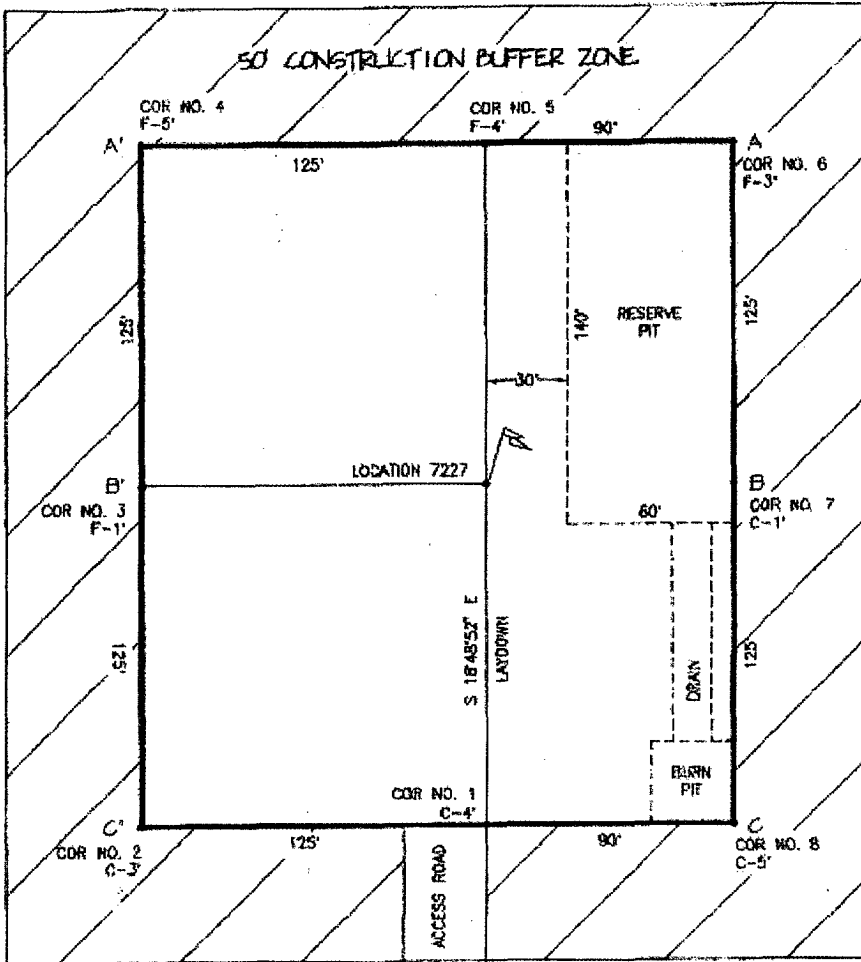 50' CONSTRUCTION BUFFER ZONE
COR NO. 4
F-5'
COR NO. 5
F-4'
90'
A'
A
125'
COR NO. 6
F-3'
125'
140'
RESERVE
PIT
125'
30'
LOCATION 7227
B'
B
COR NO. 3
F-1'
60'
COR NO. 7
C-1'
S 18°48'52" E
LAYDOWN
125'
DRAIN
125'
BURN
PIT
COR NO. 1
C-4'
C'
C
125'
90'
COR NO. 2
C-3'
COR NO. 8
C-5'
ACCESS ROAD